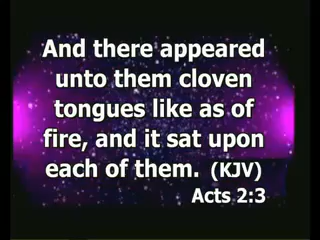 And there appeared
unto them cloven
tongues like as of
fire, and it sat upon
each of them. (KJV)
Acts 2:3